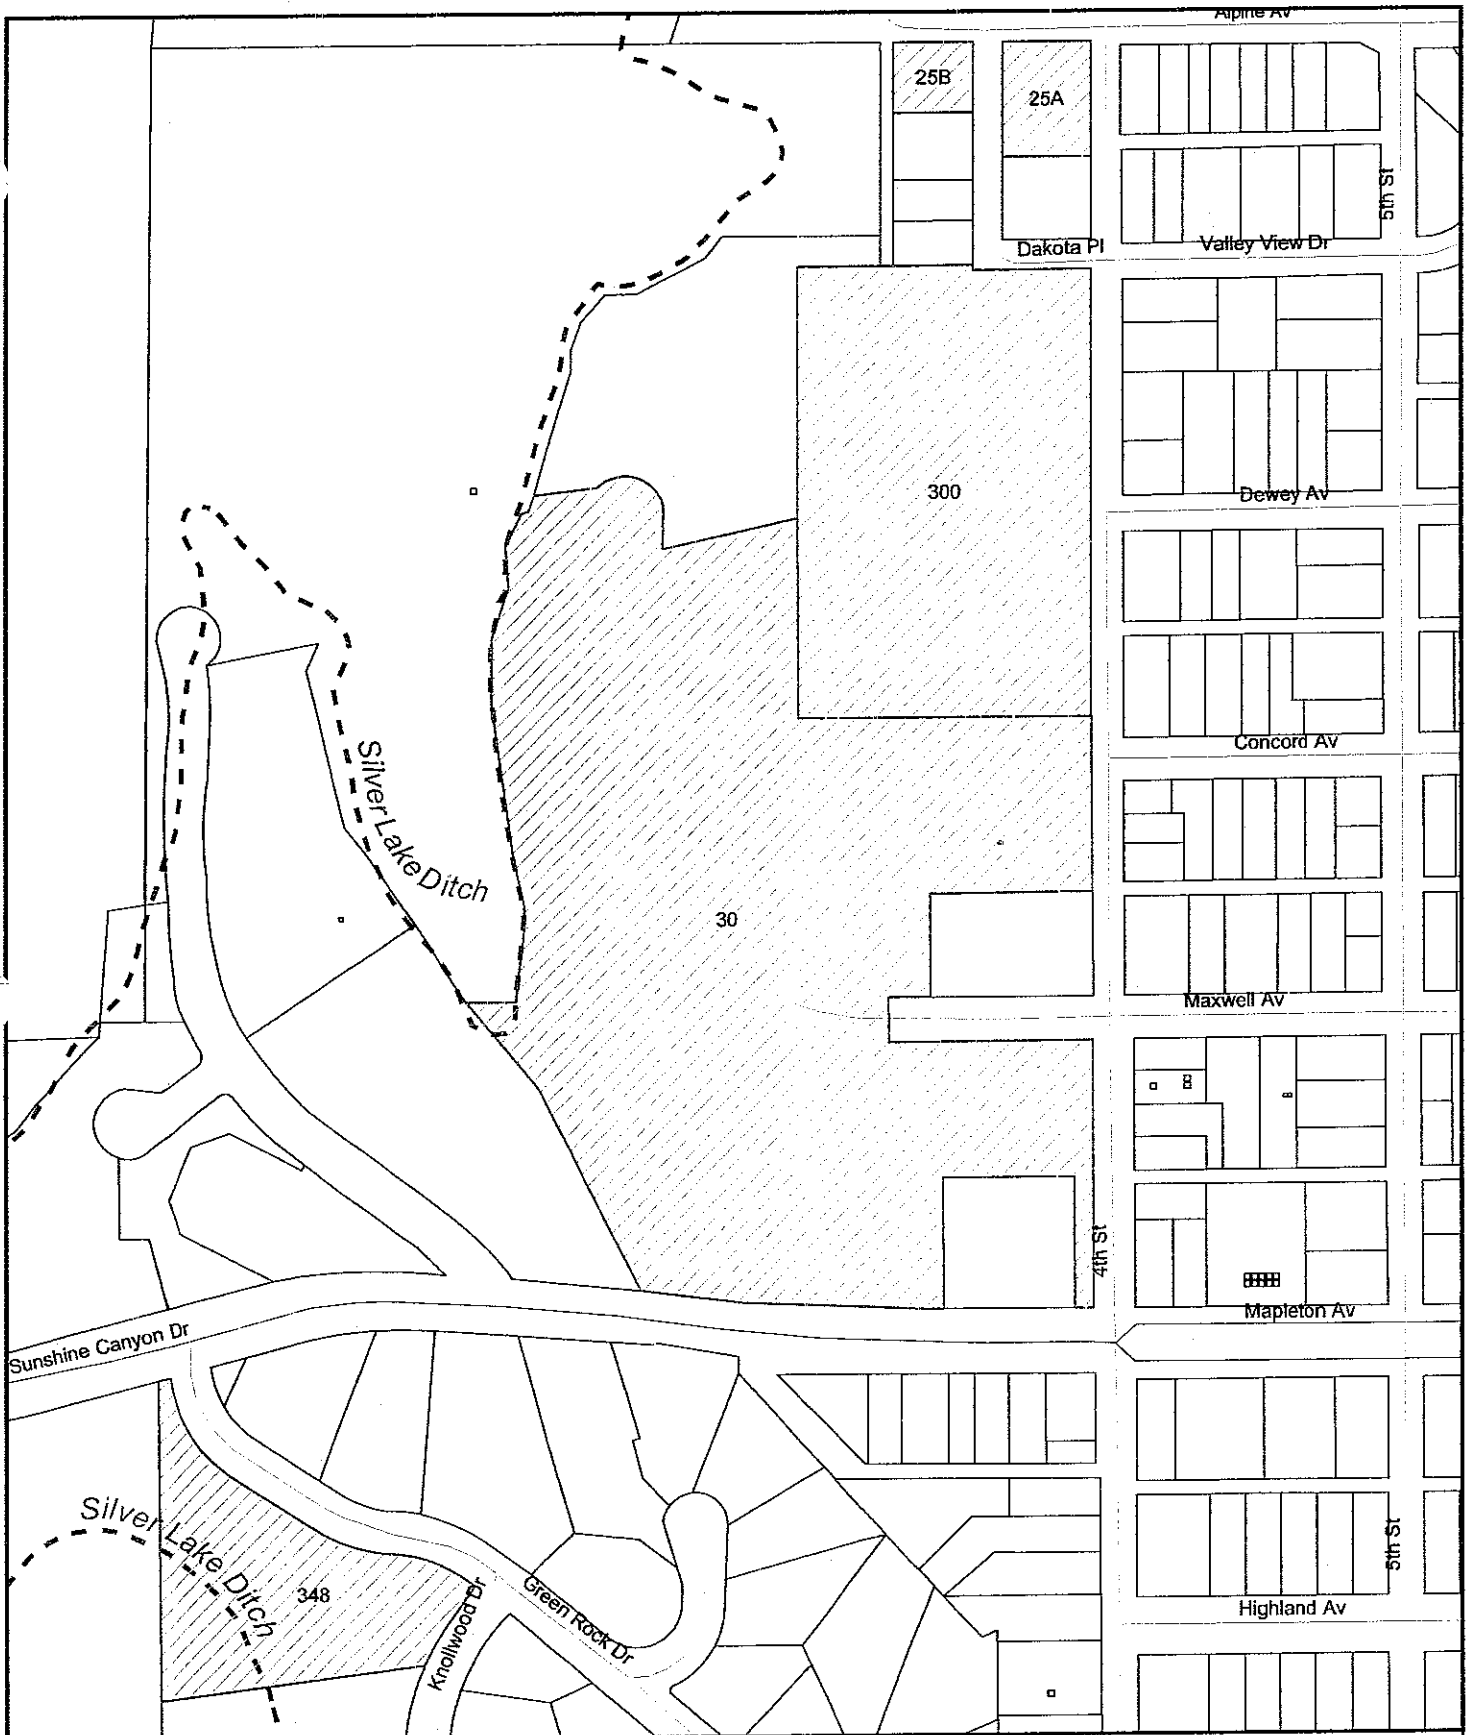 Alpine Av
25B
25A
5th St
Dakota Pl
Valley View Dr
300
Dewey Av
Concord Av
Silver Lake Ditch
30
Maxwell Av
4th St
Mapleton Av
Sunshine Canyon Dr
Silver Lake Ditch
348
Knollwood Dr
Green Rock Dr
5th St
Highland Av